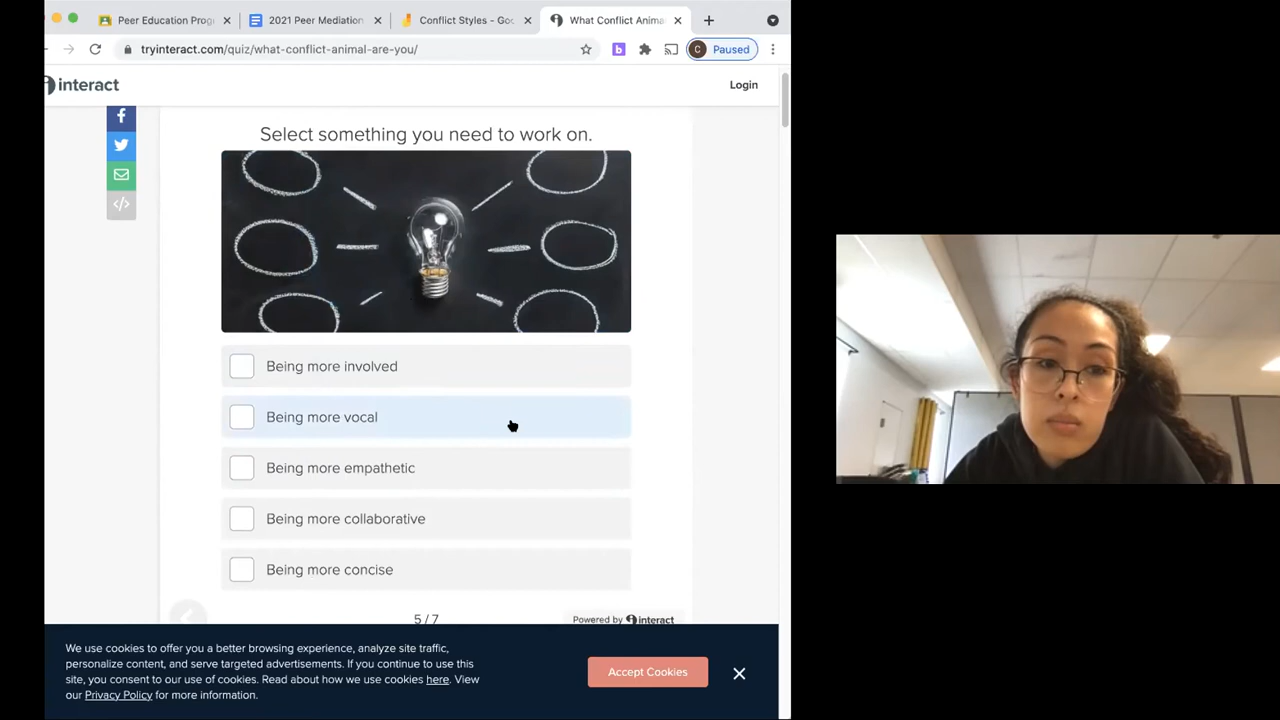 Peer Education Prog
2021 Peer Mediation
Conflict Styles - Goo
What Conflict Anima
tryinteract.com/quiz/what-conflict-animal-are-you/
C
Paused
interact
Login
Select something you need to work on.
Being more involved
Being more vocal
Being more empathetic
Being more collaborative
Being more concise
5 / 7
Powered by interact
We use cookies to offer you a better browsing experience, analyze site traffic,
personalize content, and serve targeted advertisements. If you continue to use this
site, you consent to our use of cookies. Read about how we use cookies here. View
our Privacy Policy for more information.
Accept Cookies